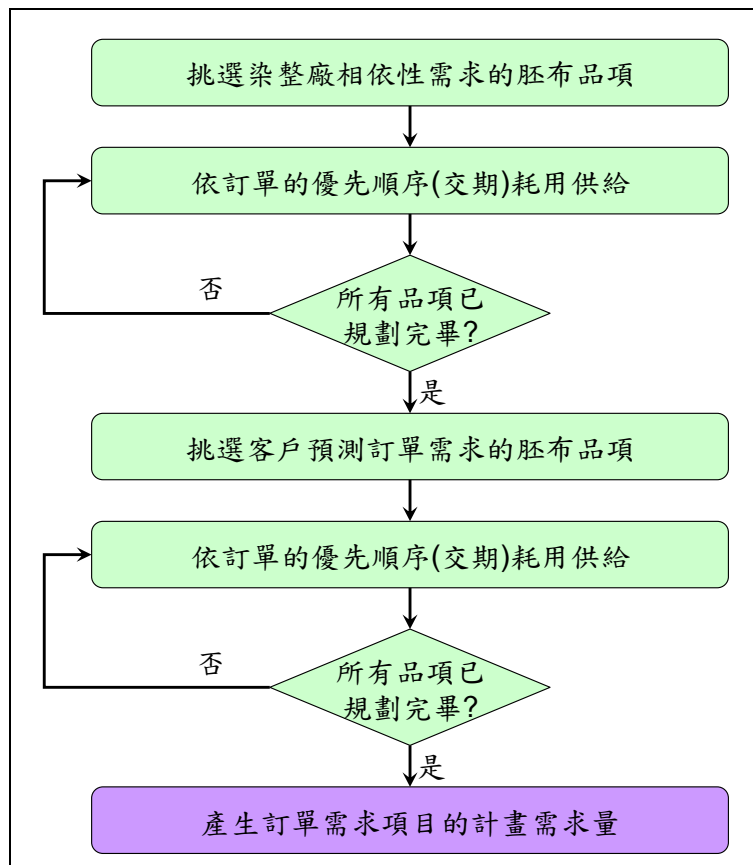 挑選染整廠相依性需求的胚布品項
依訂單的優先順序(交期)耗用供給
否
所有品項已
規劃完畢?
是
挑選客戶預測訂單需求的胚布品項
依訂單的優先順序(交期)耗用供給
否
所有品項已
規劃完畢?
是
產生訂單需求項目的計畫需求量